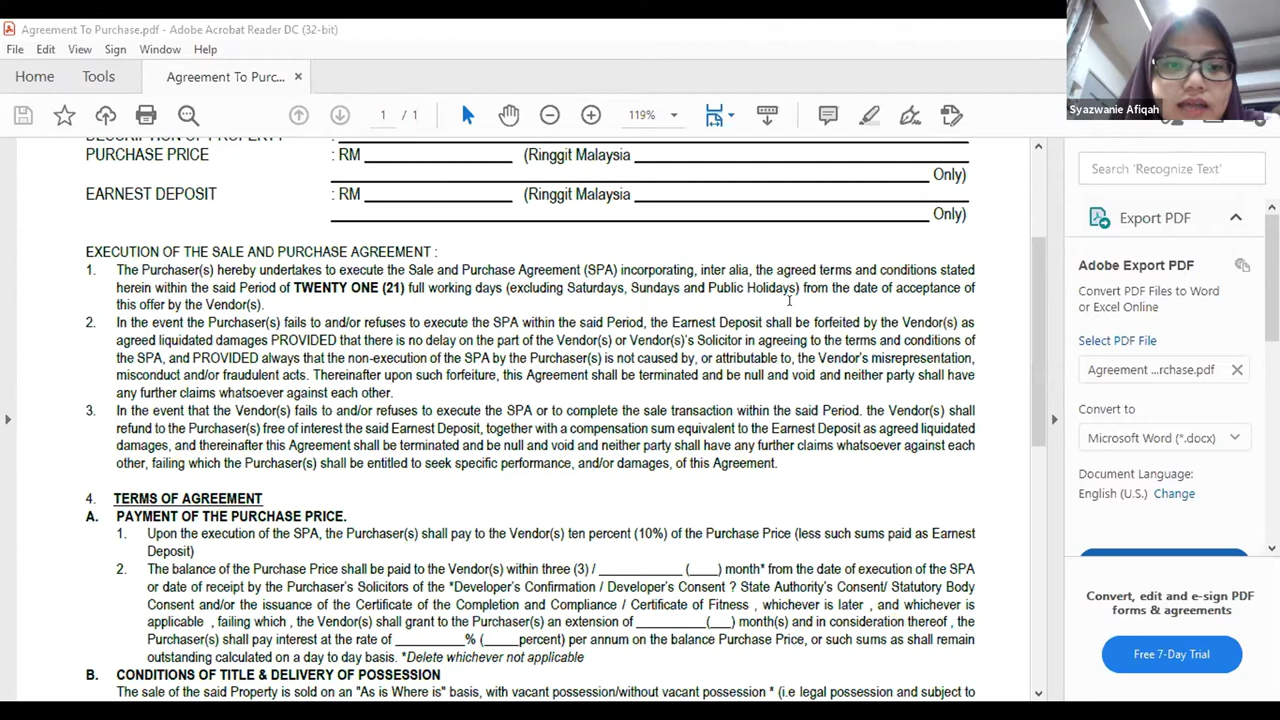 Agreement To Purchase.pdf - Adobe Acrobat Reader DC (32-bit)
File Edit View Sign Window Help
Home Tools Agreement To Purc... ×
1 / 1 119%
Syazwanie Afiqah
DESCRIPTION OF PROPERTY :
PURCHASE PRICE : RM ____ (Ringgit Malaysia ____
____ Only)
EARNEST DEPOSIT : RM ____ (Ringgit Malaysia ____
____ Only)
EXECUTION OF THE SALE AND PURCHASE AGREEMENT :
1. The Purchaser(s) hereby undertakes to execute the Sale and Purchase Agreement (SPA) incorporating, inter alia, the agreed terms and conditions stated
herein within the said Period of TWENTY ONE (21) full working days (excluding Saturdays, Sundays and Public Holidays) from the date of acceptance of
this offer by the Vendor(s).
2. In the event the Purchaser(s) fails to and/or refuses to execute the SPA within the said Period, the Earnest Deposit shall be forfeited by the Vendor(s) as
agreed liquidated damages PROVIDED that there is no delay on the part of the Vendor(s) or Vendor(s)'s Solicitor in agreeing to the terms and conditions of
the SPA, and PROVIDED always that the non-execution of the SPA by the Purchaser(s) is not caused by, or attributable to, the Vendor's misrepresentation,
misconduct and/or fraudulent acts. Thereinafter upon such forfeiture, this Agreement shall be terminated and be null and void and neither party shall have
any further claims whatsoever against each other.
3. In the event that the Vendor(s) fails to and/or refuses to execute the SPA or to complete the sale transaction within the said Period. the Vendor(s) shall
refund to the Purchaser(s) free of interest the said Earnest Deposit, together with a compensation sum equivalent to the Earnest Deposit as agreed liquidated
damages, and thereinafter this Agreement shall be terminated and be null and void and neither party shall have any further claims whatsoever against each
other, failing which the Purchaser(s) shall be entitled to seek specific performance, and/or damages, of this Agreement.
4. TERMS OF AGREEMENT
A. PAYMENT OF THE PURCHASE PRICE.
1. Upon the execution of the SPA, the Purchaser(s) shall pay to the Vendor(s) ten percent (10%) of the Purchase Price (less such sums paid as Earnest
Deposit)
2. The balance of the Purchase Price shall be paid to the Vendor(s) within three (3) / ____ (____) month* from the date of execution of the SPA
or date of receipt by the Purchaser's Solicitors of the *Developer's Confirmation / Developer's Consent ? State Authority's Consent/ Statutory Body
Consent and/or the issuance of the Certificate of the Completion and Compliance / Certificate of Fitness , whichever is later , and whichever is
applicable , failing which , the Vendor(s) shall grant to the Purchaser(s) an extension of ____ (___) month(s) and in consideration thereof , the
Purchaser(s) shall pay interest at the rate of ____% (____percent) per annum on the balance Purchase Price, or such sums as shall remain
outstanding calculated on a day to day basis. *Delete whichever not applicable
B. CONDITIONS OF TITLE & DELIVERY OF POSSESSION
The sale of the said Property is sold on an "As is Where is" basis, with vacant possession/without vacant possession * (i.e legal possession and subject to
Search 'Recognize Text'
Export PDF
Adobe Export PDF
Convert PDF Files to Word
or Excel Online
Select PDF File
Agreement ...rchase.pdf ×
Convert to
Microsoft Word (*.docx)
Document Language:
English (U.S.) Change
Convert, edit and e-sign PDF
forms & agreements
Free 7-Day Trial